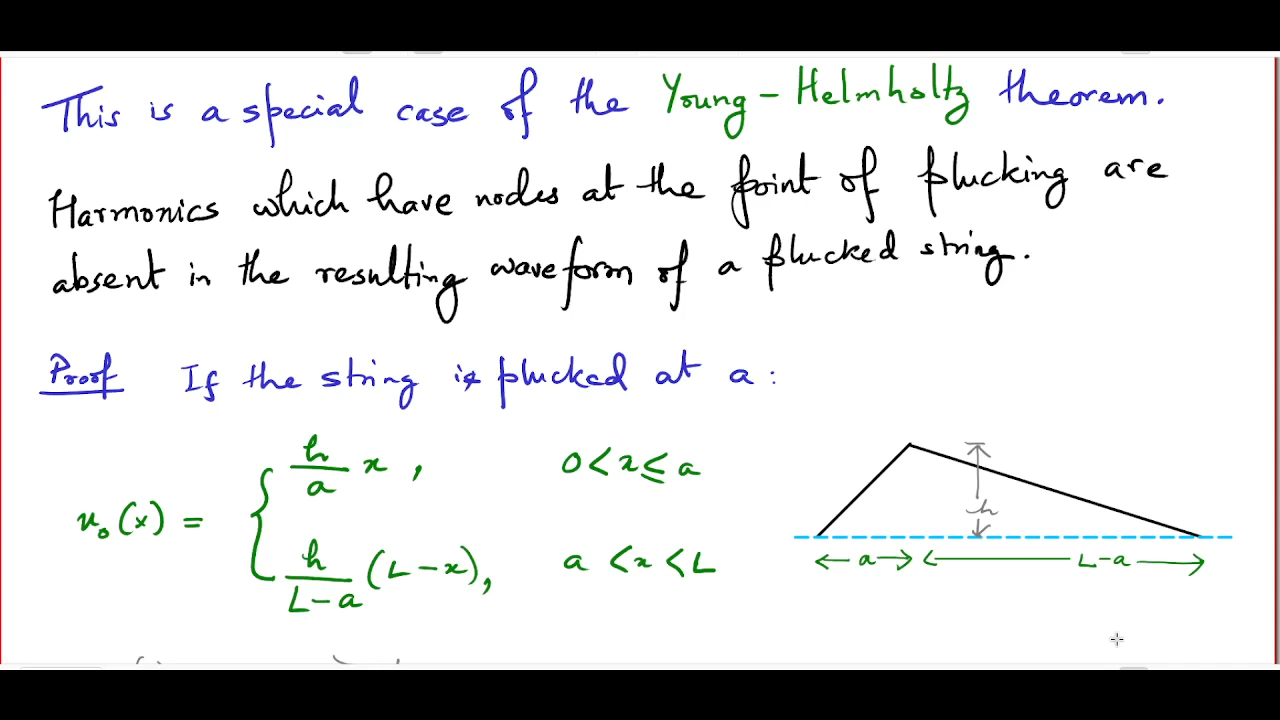 This is a special case of the Young-Helmholtz theorem.
Harmonics which have nodes at the point of plucking are
absent in the resulting waveform of a plucked string.
Proof If the string is plucked at a:
h/a x, 0 < x ≤ a
u₀(x) =
h/(L-a) (L-x), a < x < L
h
a L-a